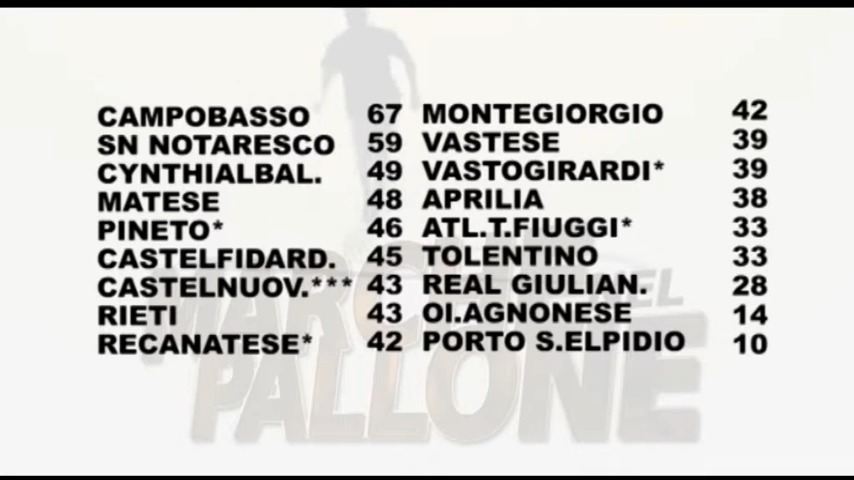 CAMPOBASSO 67
SN NOTARESCO 59
CYNTHIALBAL. 49
MATESE 48
PINETO* 46
CASTELFIDARD. 45
CASTELNUOV.*** 43
RIETI 43
RECANATESE* 42
MONTEGIORGIO 42
VASTESE 39
VASTOGIRARDI* 39
APRILIA 38
ATL.T.FIUGGI* 33
TOLENTINO 33
REAL GIULIAN. 28
OI.AGNONESE 14
PORTO S.ELPIDIO 10
MARCHE NEL
PALLONE